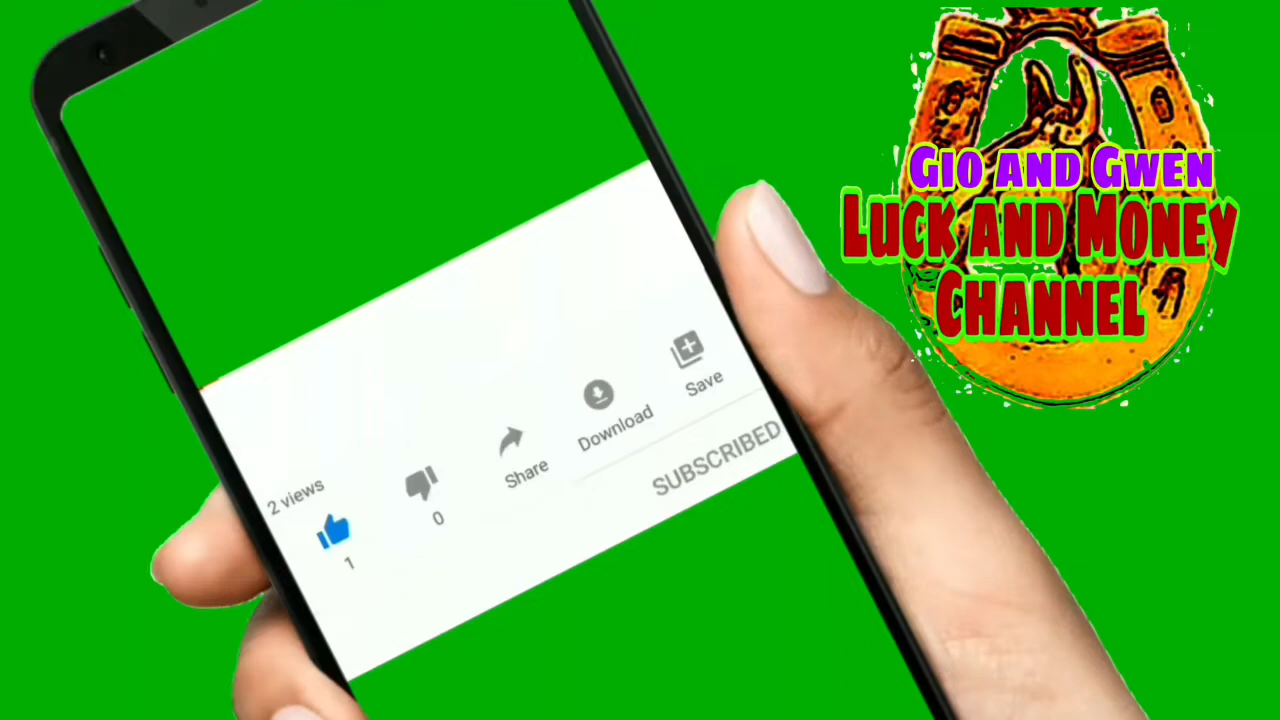 Gio and Gwen
Luck and Money
Channel
2 views
1
0
Share
Download
Save
SUBSCRIBED